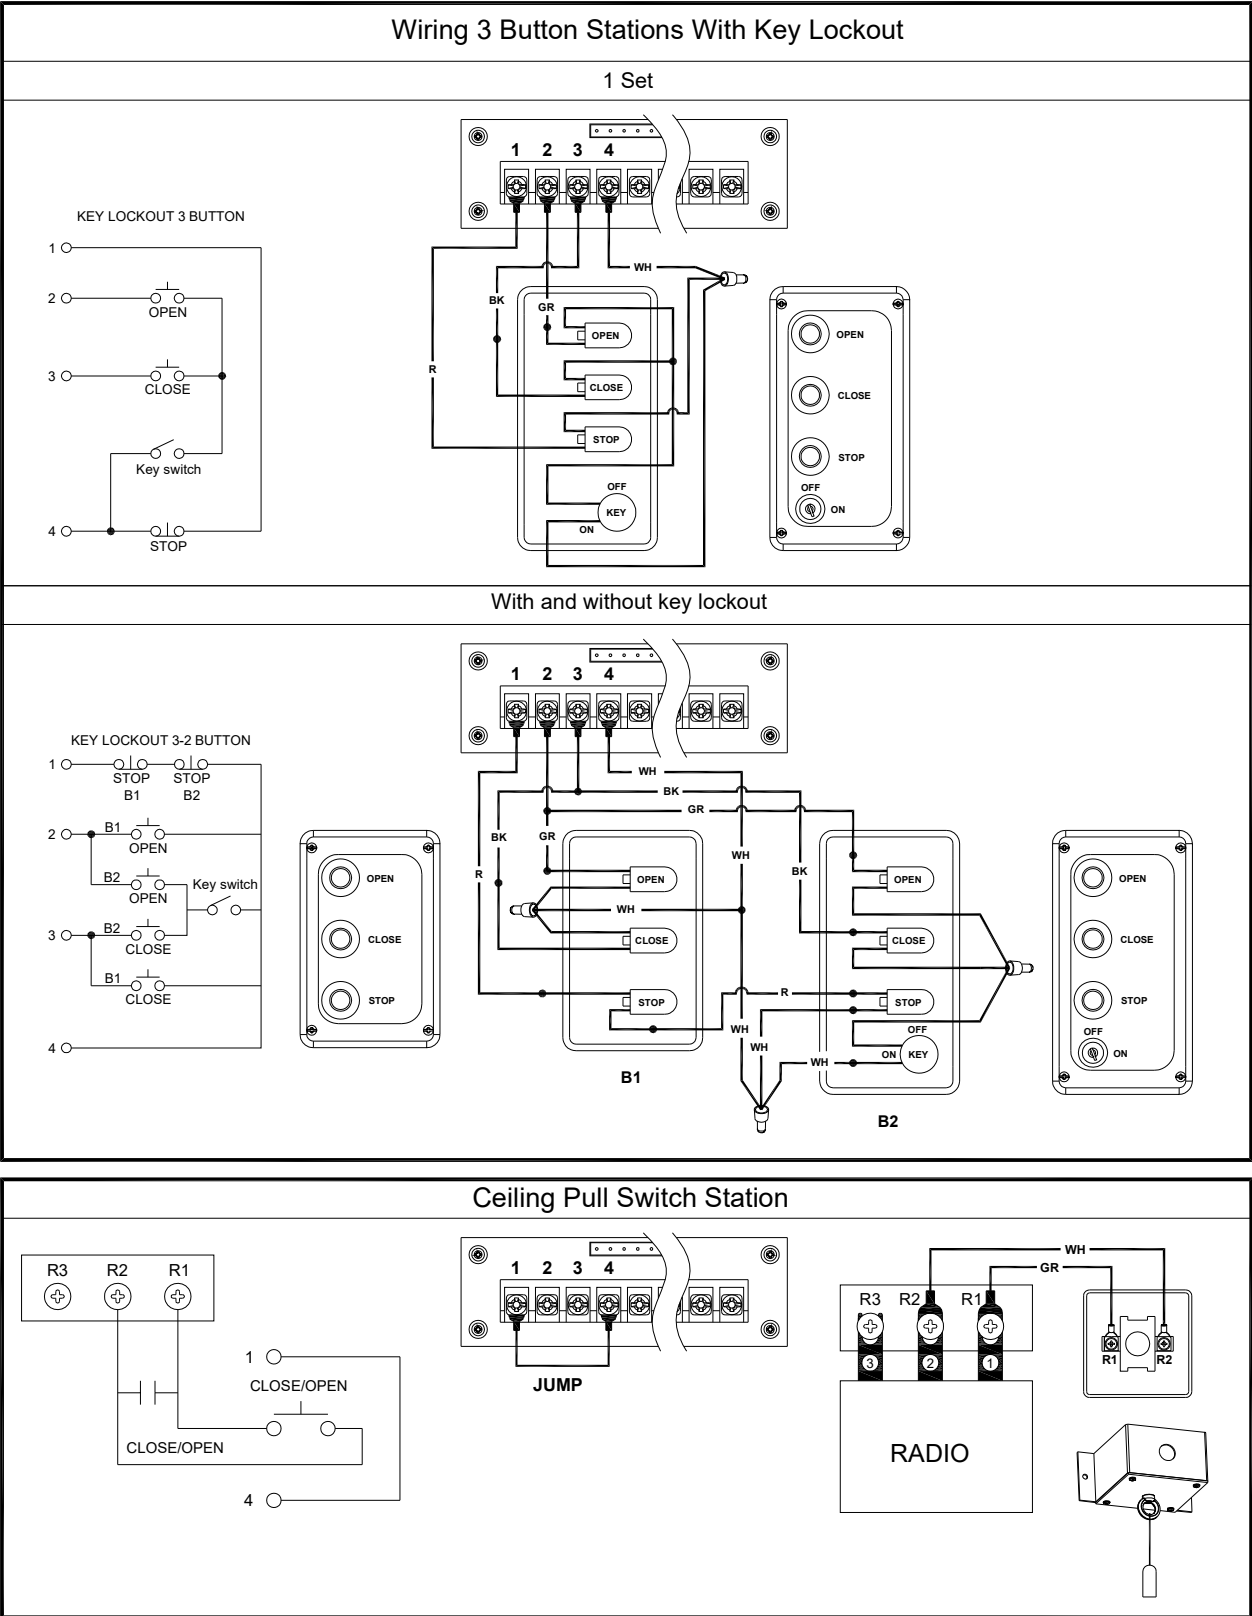 Wiring 3 Button Stations With Key Lockout
1 Set
1 2 3 4
KEY LOCKOUT 3 BUTTON
1
2
OPEN
3
CLOSE
Key switch
4
STOP
WH
BK
GR
R
OPEN
CLOSE
STOP
OFF
KEY
ON
OPEN
CLOSE
STOP
OFF
ON
With and without key lockout
1 2 3 4
KEY LOCKOUT 3-2 BUTTON
1
STOP STOP
B1 B2
2
B1
OPEN
B2
OPEN
Key switch
3
B2
CLOSE
B1
CLOSE
4
OPEN
CLOSE
STOP
WH
BK
GR
BK
GR
R
WH
BK
OPEN
WH
CLOSE
STOP
B1
R
WH
WH
WH
OPEN
CLOSE
STOP
OFF
ON
KEY
B2
OPEN
CLOSE
STOP
OFF
ON
Ceiling Pull Switch Station
R3 R2 R1
1
CLOSE/OPEN
CLOSE/OPEN
4
1 2 3 4
JUMP
WH
GR
R3 R2 R1
3 2 1
RADIO
R1 R2